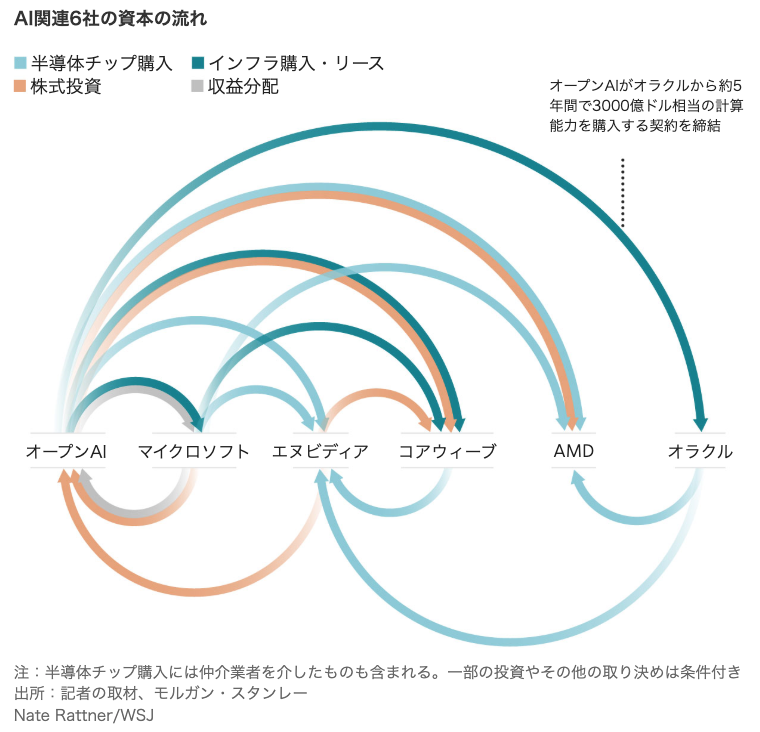 AI関連6社の資本の流れ
半導体チップ購入 インフラ購入・リース
株式投資 収益分配
オープンAIがオラクルから約5
年間で3000億ドル相当の計算
能力を購入する契約を締結
オープンAI マイクロソフト エヌビディア コアウィーブ AMD オラクル
注：半導体チップ購入には仲介業者を介したものも含まれる。一部の投資やその他の取り決めは条件付き
出所：記者の取材、モルガン・スタンレー
Nate Rattner/WSJ